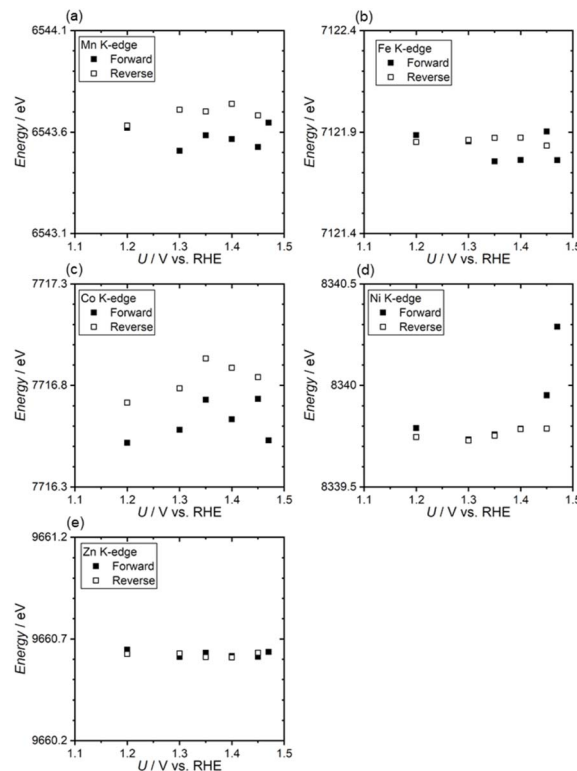 (a)
6544.1
6543.6
6543.1
Energy / eV
Mn K-edge
Forward
Reverse
1.1 1.2 1.3 1.4 1.5
U / V vs. RHE
(b)
7122.4
7121.9
7121.4
Energy / eV
Fe K-edge
Forward
Reverse
1.1 1.2 1.3 1.4 1.5
U / V vs. RHE
(c)
7717.3
7716.8
7716.3
Energy / eV
Co K-edge
Forward
Reverse
1.1 1.2 1.3 1.4 1.5
U / V vs. RHE
(d)
8340.5
8340
8339.5
Energy / eV
Ni K-edge
Forward
Reverse
1.1 1.2 1.3 1.4 1.5
U / V vs. RHE
(e)
9661.2
9660.7
9660.2
Energy / eV
Zn K-edge
Forward
Reverse
1.1 1.2 1.3 1.4 1.5
U / V vs. RHE